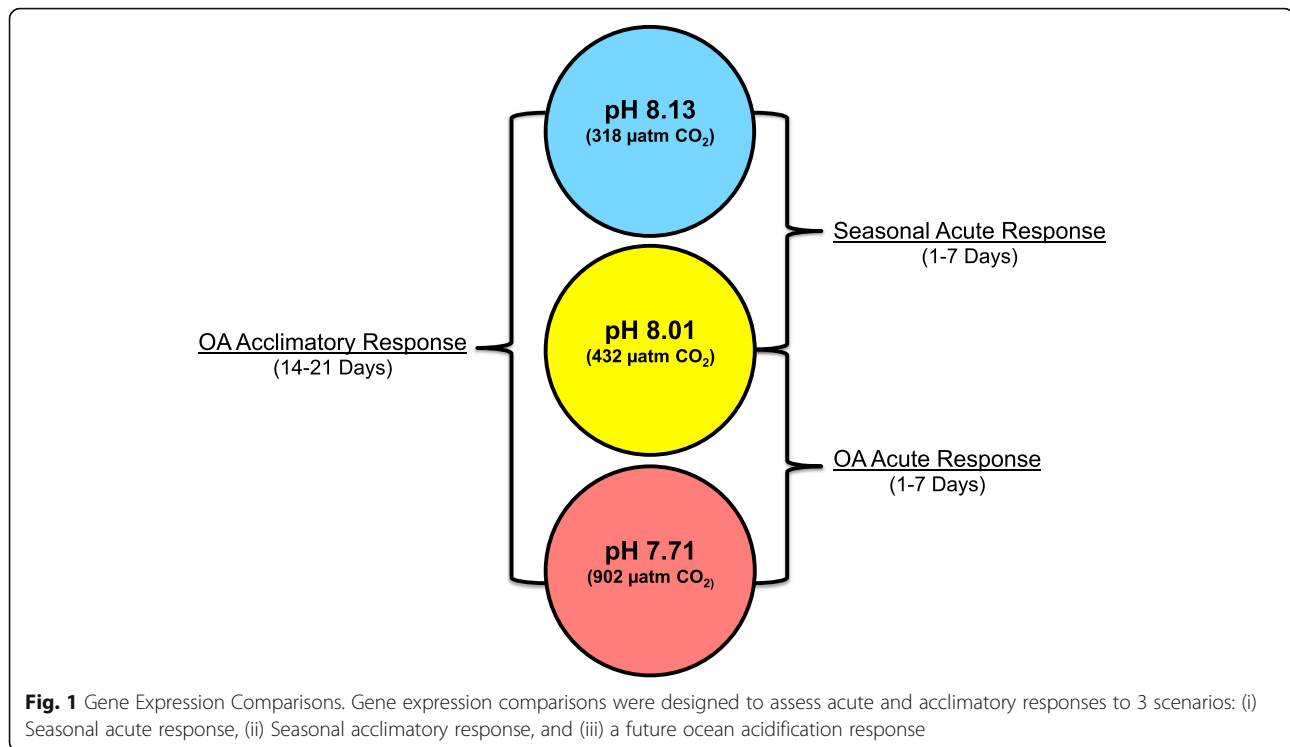 pH 8.13
(318 µatm CO₂)
Seasonal Acute Response
(1-7 Days)
pH 8.01
(432 µatm CO₂)
OA Acclimatory Response
(14-21 Days)
OA Acute Response
(1-7 Days)
pH 7.71
(902 µatm CO₂)
Fig. 1 Gene Expression Comparisons. Gene expression comparisons were designed to assess acute and acclimatory responses to 3 scenarios: (i)
Seasonal acute response, (ii) Seasonal acclimatory response, and (iii) a future ocean acidification response